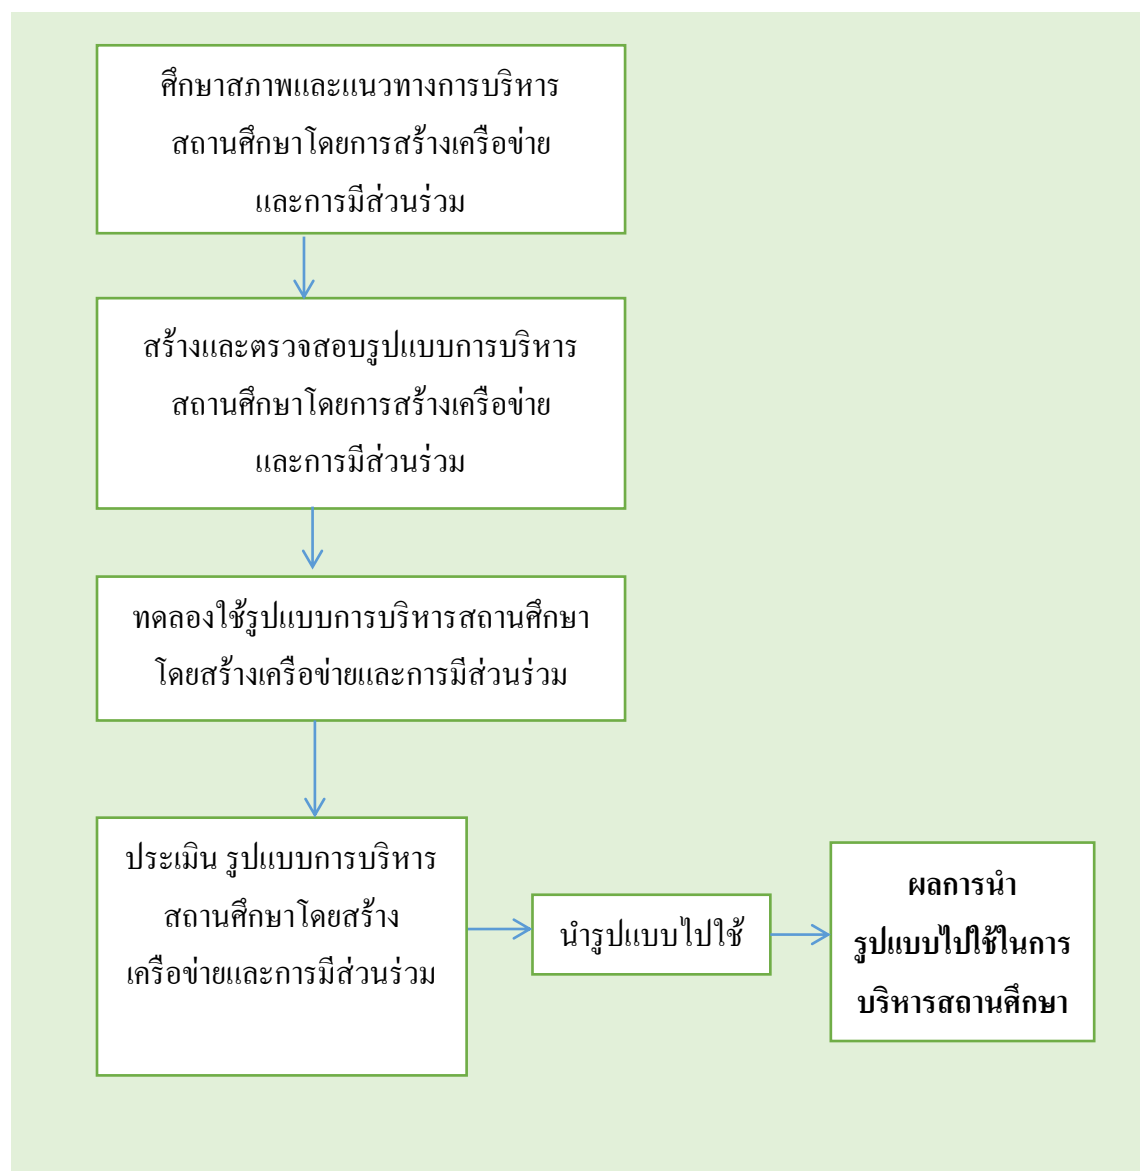 ศึกษาสภาพและแนวทางการบริหาร
สถานศึกษาโดยการสร้างเครือข่าย
และการมีส่วนร่วม
สร้างและตรวจสอบรูปแบบการบริหาร
สถานศึกษาโดยการสร้างเครือข่าย
และการมีส่วนร่วม
ทดลองใช้รูปแบบการบริหารสถานศึกษา
โดยสร้างเครือข่ายและการมีส่วนร่วม
ประเมิน รูปแบบการบริหาร
สถานศึกษาโดยสร้าง
เครือข่ายและการมีส่วนร่วม
นำรูปแบบไปใช้
ผลการนำ
รูปแบบไปใช้ในการ
บริหารสถานศึกษา